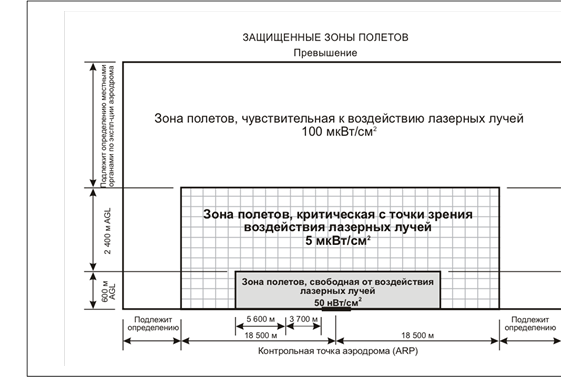 ЗАЩИЩЕННЫЕ ЗОНЫ ПОЛЕТОВ
Превышение
Подлежит определению местными
органами по экспл-ции аэродрома
Зона полетов, чувствительная к воздействию лазерных лучей
100 мкВт/см²
2 400 м AGL
Зона полетов, критическая с точки зрения
воздействия лазерных лучей
5 мкВт/см²
600 м
AGL
Зона полетов, свободная от воздействия
лазерных лучей
50 нВт/см²
Подлежит
определению
5 600 м
3 700 м
Подлежит
определению
18 500 м
18 500 м
Контрольная точка аэродрома (ARP)